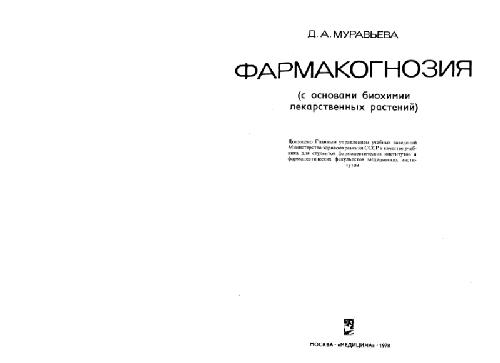 Д. А. МУРАВЬЕВА
ФАРМАКОГНОЗИЯ
(с основами биохимии
лекарственных растений)
Допущено Главным управлением учебных заведений
Министерства здравоохранения СССР в качестве учеб-
ника для студентов фармацевтических институтов и
фармацевтических факультетов медицинских инсти-
тутов
МОСКВА · «МЕДИЦИНА» · 1978